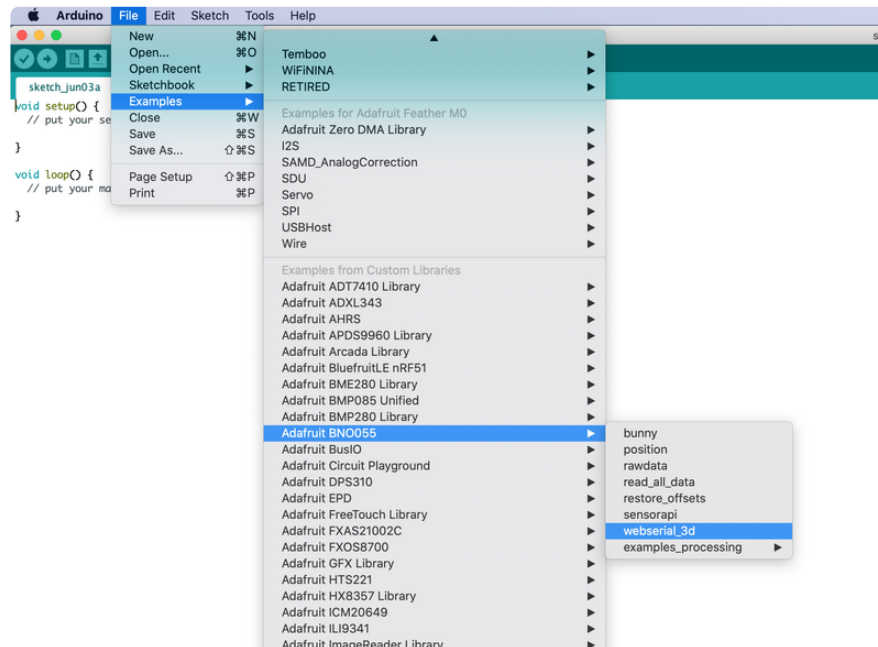 Arduino File Edit Sketch Tools Help
s
sketch_jun03a
void setup() {
// put your se
}
void loop() {
// put your ma
}
New ⌘N
Open... ⌘O
Open Recent ▶
Sketchbook ▶
Examples ▶
Close ⌘W
Save ⌘S
Save As... ⇧⌘S
Page Setup ⇧⌘P
Print ⌘P
Temboo
WiFiNINA
RETIRED
Examples for Adafruit Feather M0
Adafruit Zero DMA Library
I2S
SAMD_AnalogCorrection
SDU
Servo
SPI
USBHost
Wire
Examples from Custom Libraries
Adafruit ADT7410 Library
Adafruit ADXL343
Adafruit AHRS
Adafruit APDS9960 Library
Adafruit Arcada Library
Adafruit BluefruitLE nRF51
Adafruit BME280 Library
Adafruit BMP085 Unified
Adafruit BMP280 Library
Adafruit BNO055
Adafruit BusIO
Adafruit Circuit Playground
Adafruit DPS310
Adafruit EPD
Adafruit FreeTouch Library
Adafruit FXAS21002C
Adafruit FXOS8700
Adafruit GFX Library
Adafruit HTS221
Adafruit HX8357 Library
Adafruit ICM20649
Adafruit ILI9341
Adafruit ImageReader Library
bunny
position
rawdata
read_all_data
restore_offsets
sensorapi
webserial_3d
examples_processing